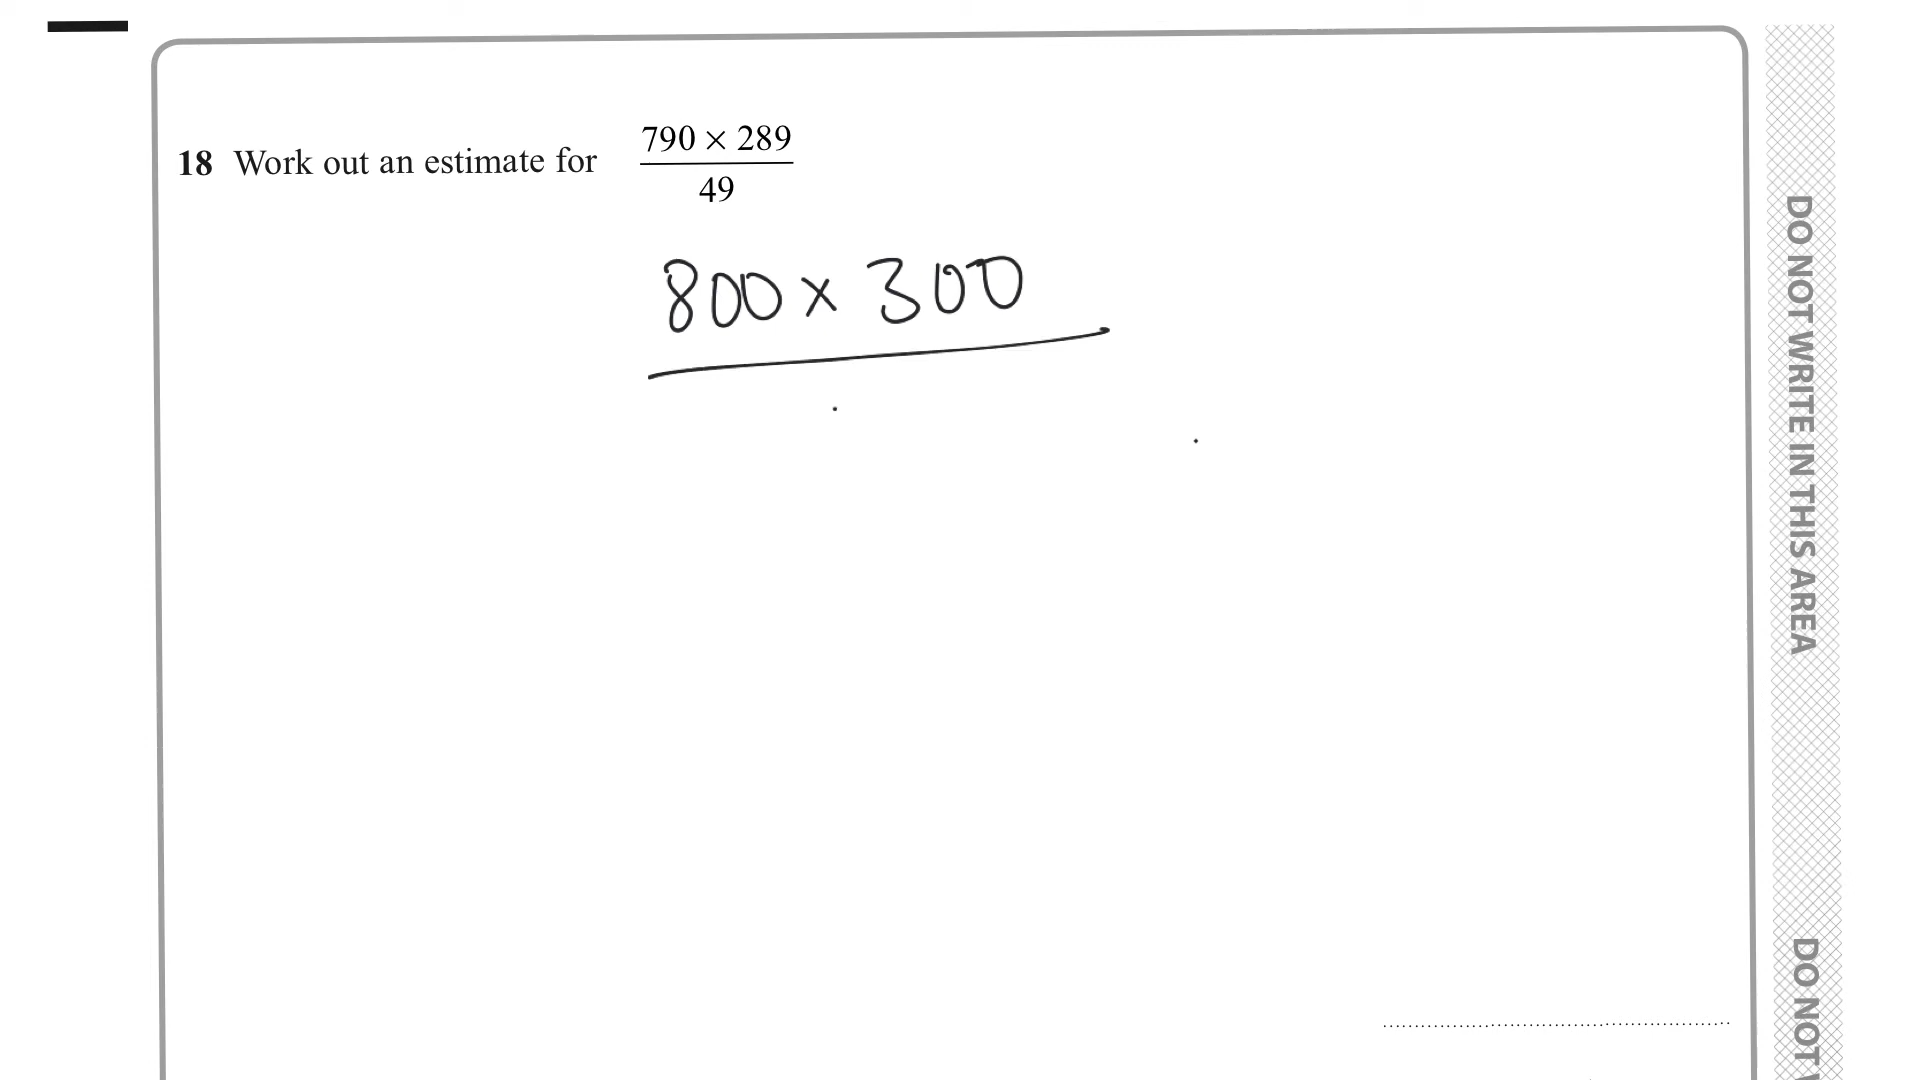 18 Work out an estimate for 790 × 289
49
800 × 300
DO NOT WRITE IN THIS AREA
DO NOT